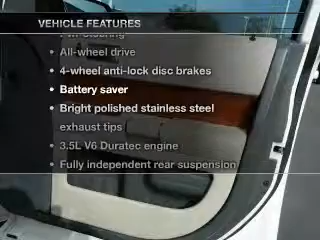 VEHICLE FEATURES
• All-wheel drive
• 4-wheel anti-lock disc brakes
• Battery saver
• Bright polished stainless steel
exhaust tips
• 3.5L V6 Duratec engine
• Fully independent rear suspension